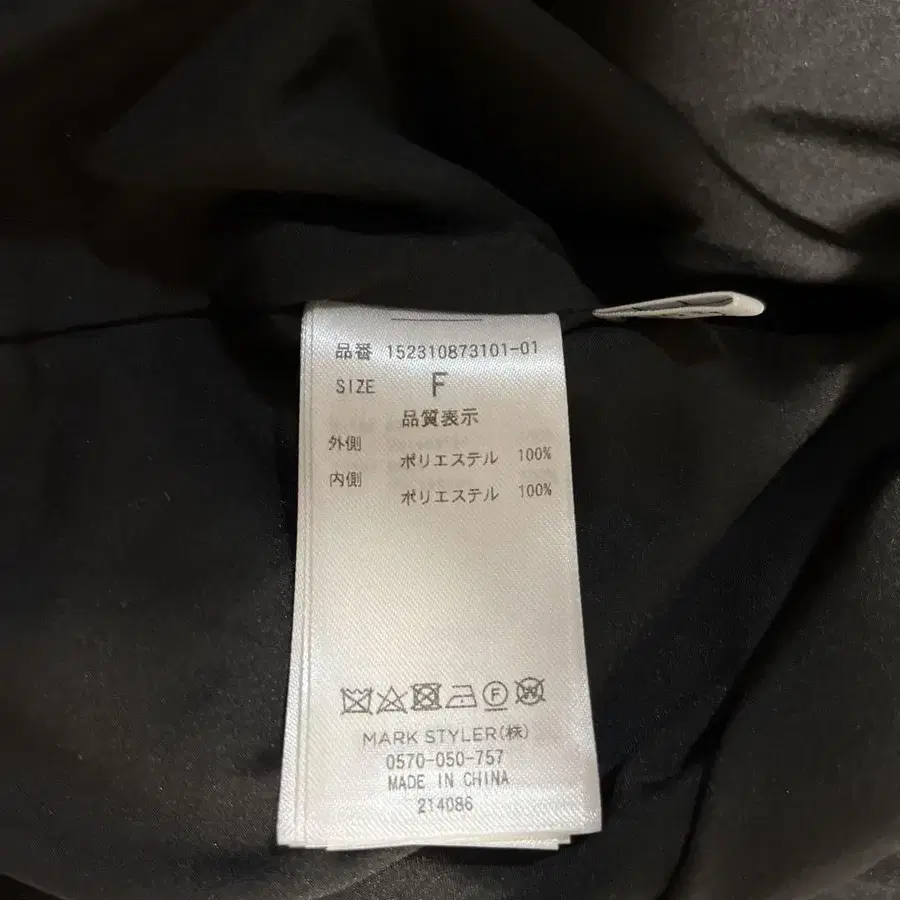 品番 152310873101-01
SIZE F
品質表示
外側 ポリエステル 100%
内側 ポリエステル 100%
MARK STYLER(株)
0570-050-757
MADE IN CHINA
214086